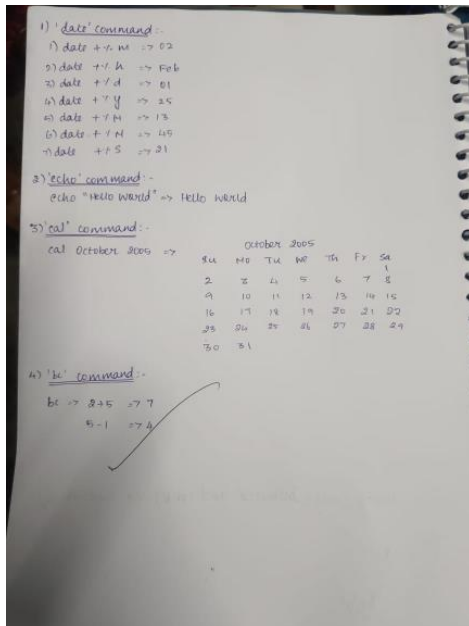 1) 'date' command :-
1) date +% m => 02
2) date +% h => Feb
3) date +% d => 01
4) date +% y => 25
5) date +% H => 13
6) date +% M => 45
7) date +% S => 21
2) 'echo' command :-
echo "Hello World" => Hello World
3) 'cal' command :-
cal October 2005 =>
October 2005
Su Mo Tu We Th Fr Sa
1
2 3 4 5 6 7 8
9 10 11 12 13 14 15
16 17 18 19 20 21 22
23 24 25 26 27 28 29
30 31
4) 'bc' command :-
bc => 2+5 => 7
5-1 => 4